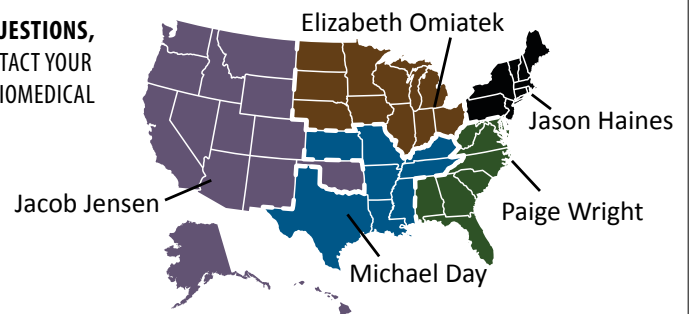 UESTIONS,
TACT YOUR
IOMEDICAL
Elizabeth Omiatek
Jason Haines
Jacob Jensen
Paige Wright
Michael Day